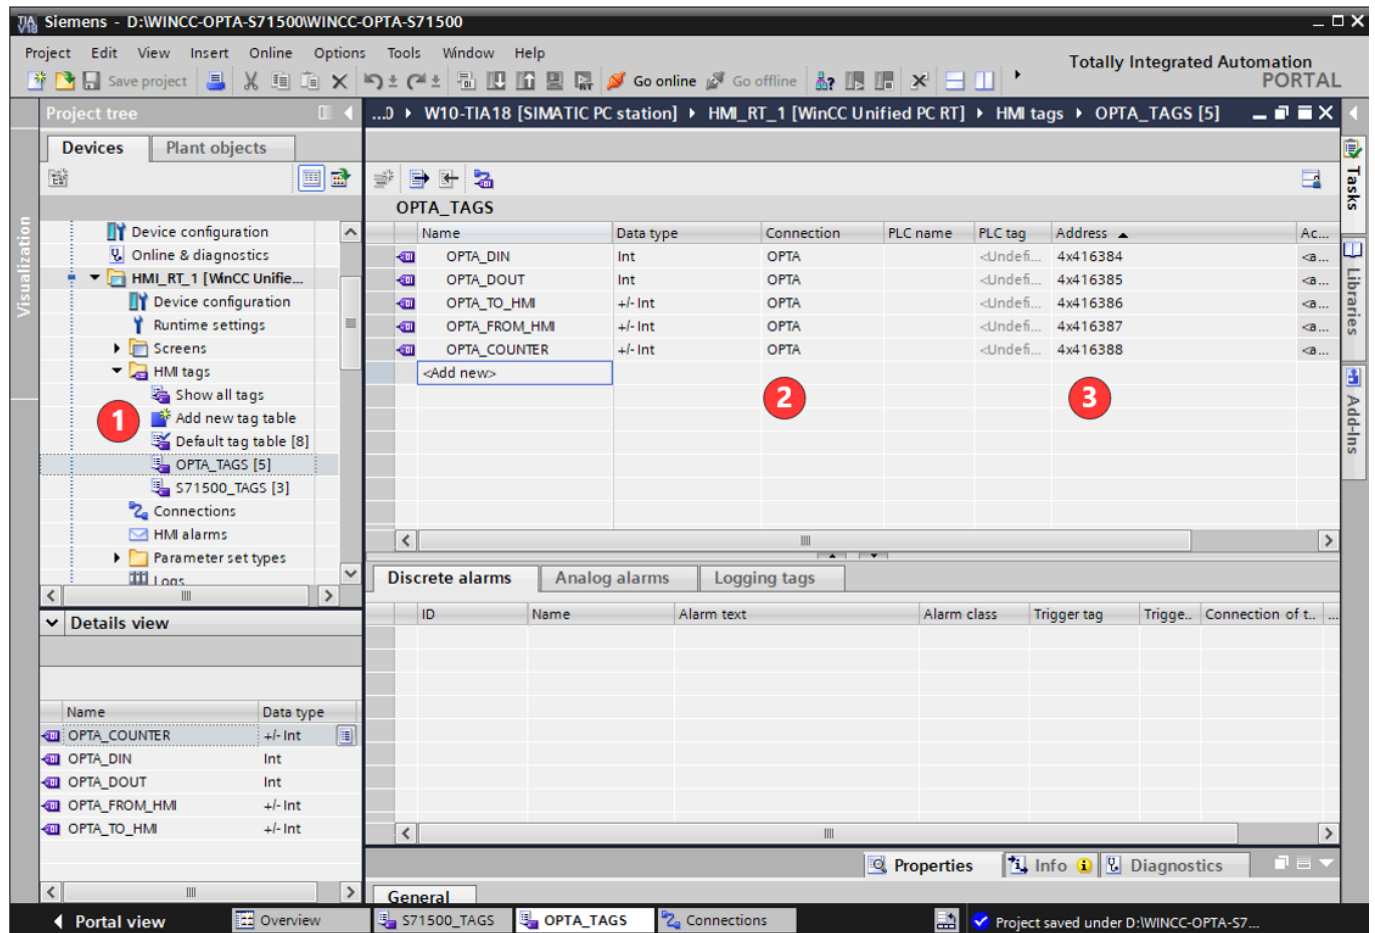 Siemens - D:\WINCC-OPTA-S71500\WINCC-OPTA-S71500
Project Edit View Insert Online Options Tools Window Help
Totally Integrated Automation
PORTAL
Save project
Go online
Go offline
Project tree
...0 W10-TIA18 [SIMATIC PC station] HMI_RT_1 [WinCC Unified PC RT] HMI tags OPTA_TAGS [5]
Devices
Plant objects
Visualization
Device configuration
Online & diagnostics
HMI_RT_1 [WinCC Unifie...
Device configuration
Runtime settings
Screens
HMI tags
Show all tags
Add new tag table
Default tag table [8]
OPTA_TAGS [5]
S71500_TAGS [3]
Connections
HMI alarms
Parameter set types
Logs
1
Details view
Name Data type
OPTA_COUNTER +/- Int
OPTA_DIN Int
OPTA_DOUT Int
OPTA_FROM_HMI +/- Int
OPTA_TO_HMI +/- Int
OPTA_TAGS
Name Data type Connection PLC name PLC tag Address Ac...
OPTA_DIN Int OPTA <Undefi... 4x416384 <a...
OPTA_DOUT Int OPTA <Undefi... 4x416385 <a...
OPTA_TO_HMI +/- Int OPTA <Undefi... 4x416386 <a...
OPTA_FROM_HMI +/- Int OPTA <Undefi... 4x416387 <a...
OPTA_COUNTER +/- Int OPTA <Undefi... 4x416388 <a...
<Add new>
2
3
Discrete alarms
Analog alarms
Logging tags
ID Name Alarm text Alarm class Trigger tag Trigge.. Connection of t.. ...
Properties
Info
Diagnostics
General
Tasks
Libraries
Add-Ins
Portal view
Overview
S71500_TAGS
OPTA_TAGS
Connections
Project saved under D:\WINCC-OPTA-S7...